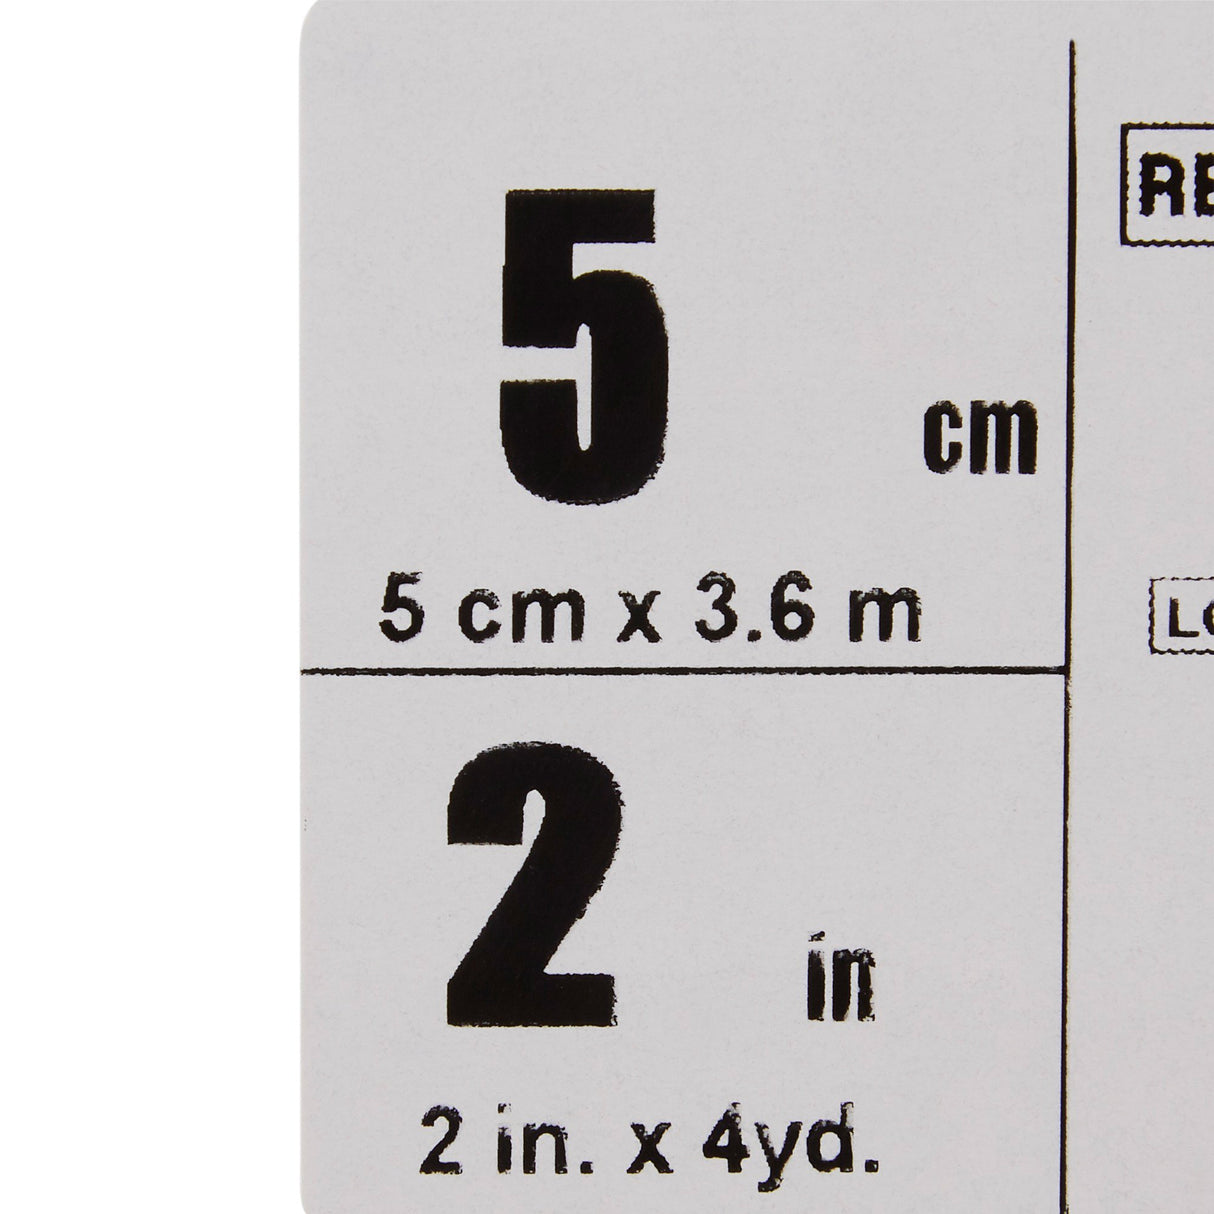 5 cm
5 cm x 3.6 m
2 in
2 in. x 4yd.